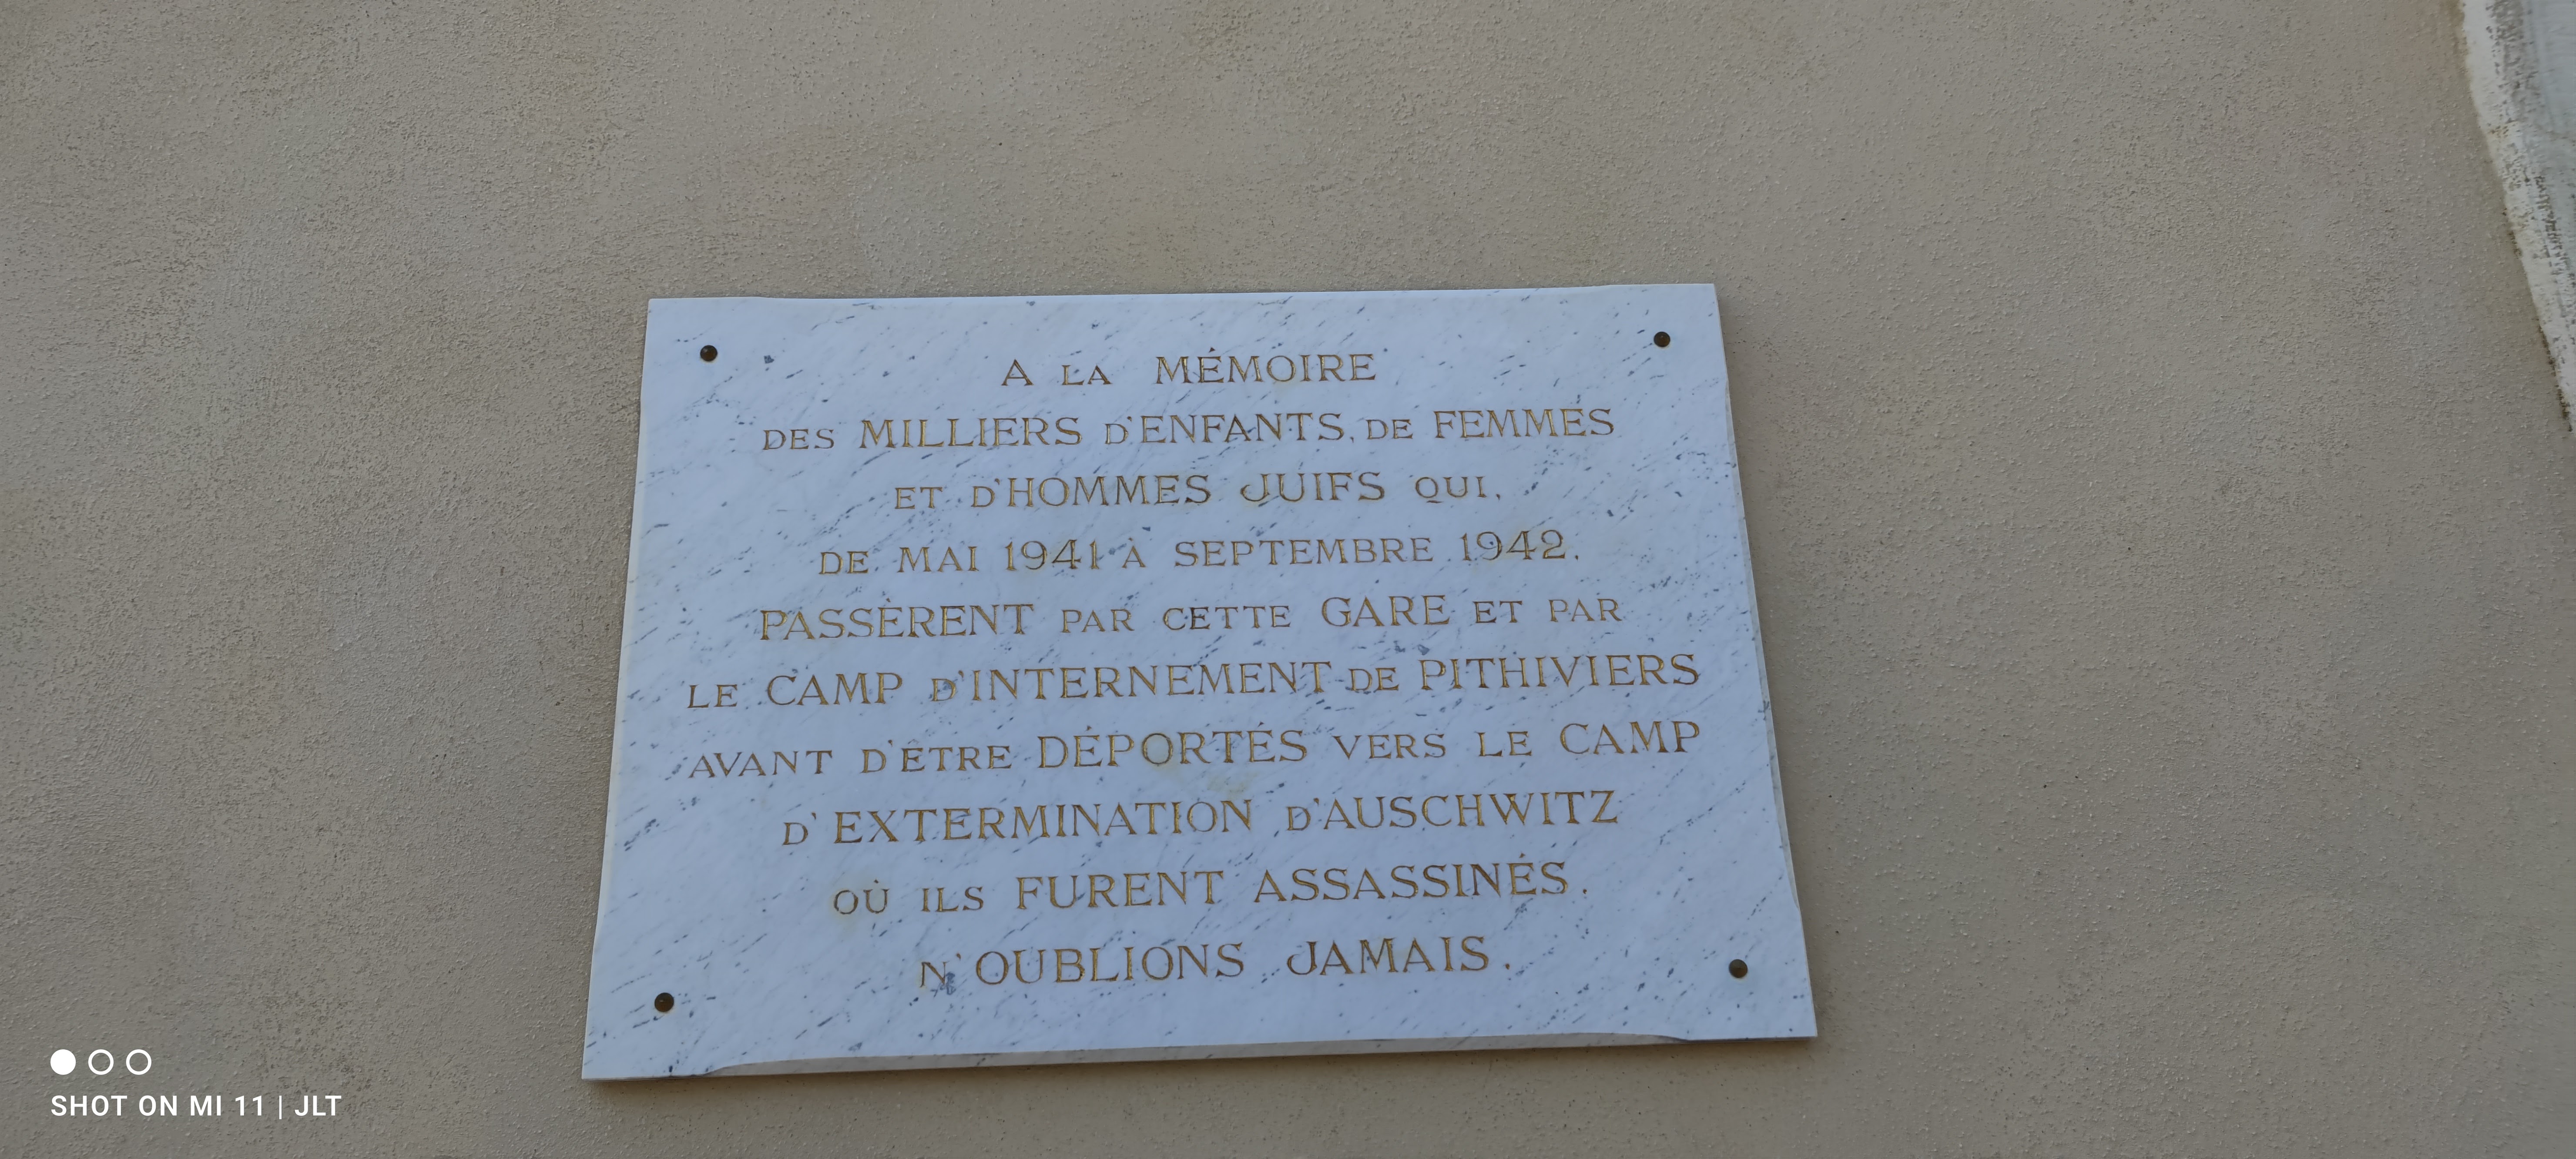 A LA MÉMOIRE
DES MILLIERS D'ENFANTS, DE FEMMES
ET D'HOMMES JUIFS QUI,
DE MAI 1941 À SEPTEMBRE 1942,
PASSÈRENT PAR CETTE GARE ET PAR
LE CAMP D'INTERNEMENT DE PITHIVIERS
AVANT D'ÊTRE DÉPORTÉS VERS LE CAMP
D'EXTERMINATION D'AUSCHWITZ
OÙ ILS FURENT ASSASSINÉS.
N'OUBLIONS JAMAIS.
SHOT ON MI 11 | JLT